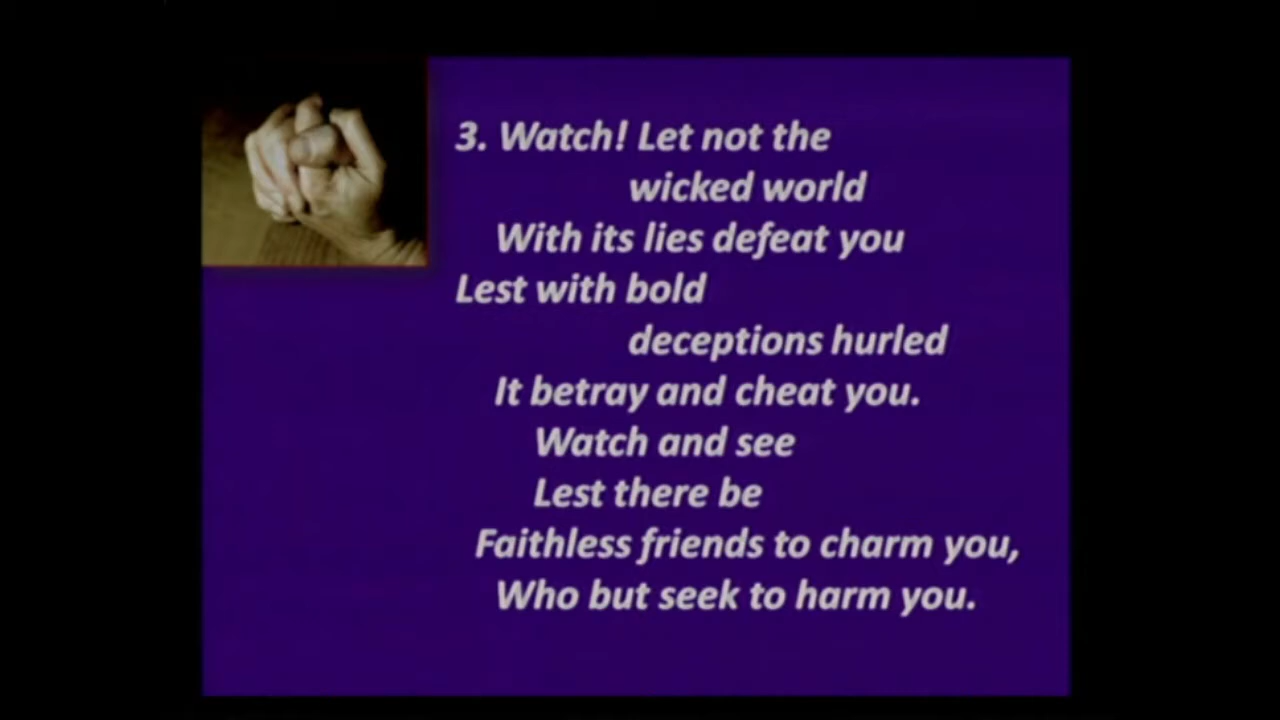 3. Watch! Let not the
wicked world
With its lies defeat you
Lest with bold
deceptions hurled
It betray and cheat you.
Watch and see
Lest there be
Faithless friends to charm you,
Who but seek to harm you.